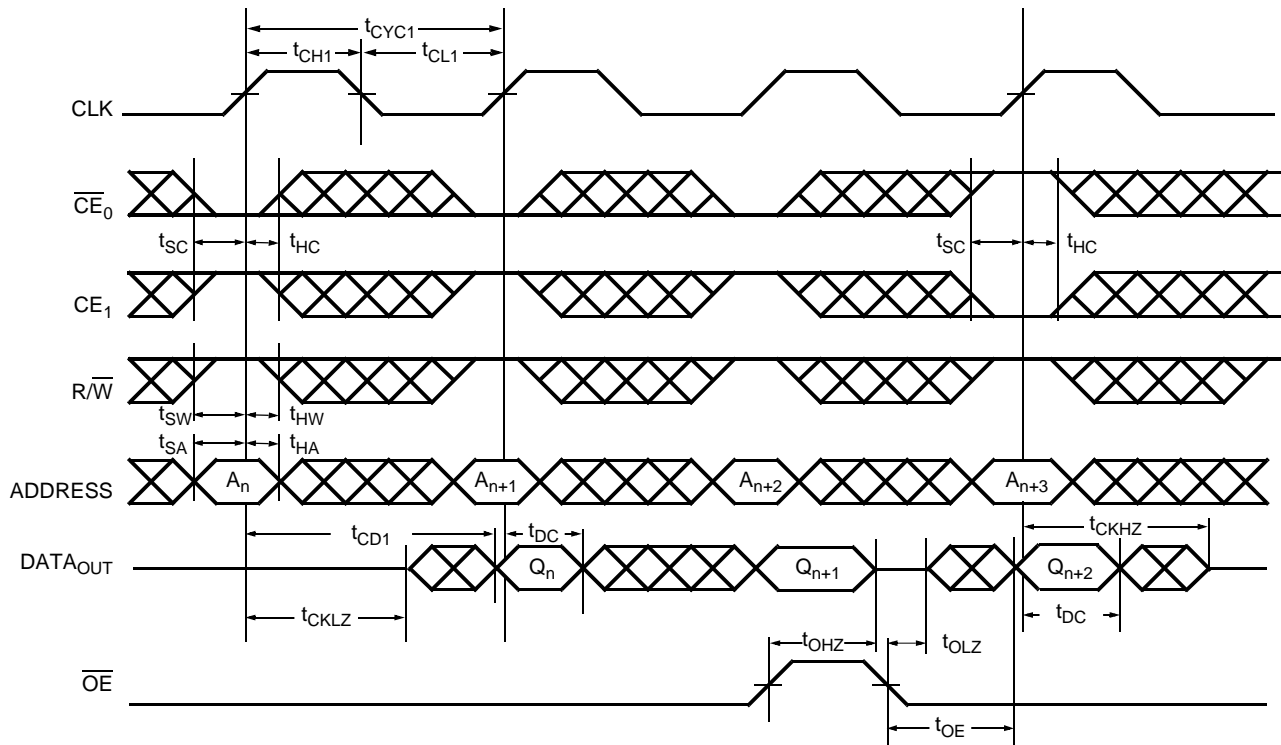 tCYC1
tCH1 tCL1
CLK
CE0
tSC tHC tSC tHC
CE1
R/W
tSW tHW
tSA tHA
ADDRESS An An+1 An+2 An+3
tCD1 tDC tCKHZ
DATAOUT Qn Qn+1 Qn+2
tCKLZ tDC
tOHZ tOLZ
OE
tOE